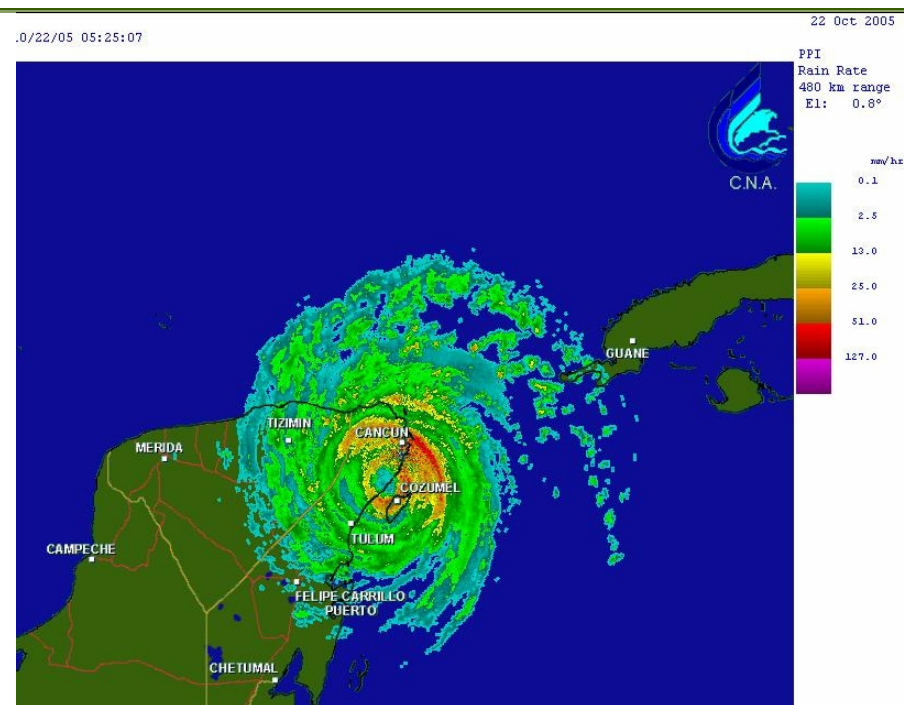 22 Oct 2005
.0/22/05 05:25:07
PPI
Rain Rate
480 km range
El: 0.8°
C.N.A.
mm/hr
0.1
2.5
13.0
25.0
51.0
127.0
GUANE
TIZIMIN
CANCUN
MERIDA
COZUMEL
TULUM
CAMPECHE
FELIPE CARRILLO
PUERTO
CHETUMAL